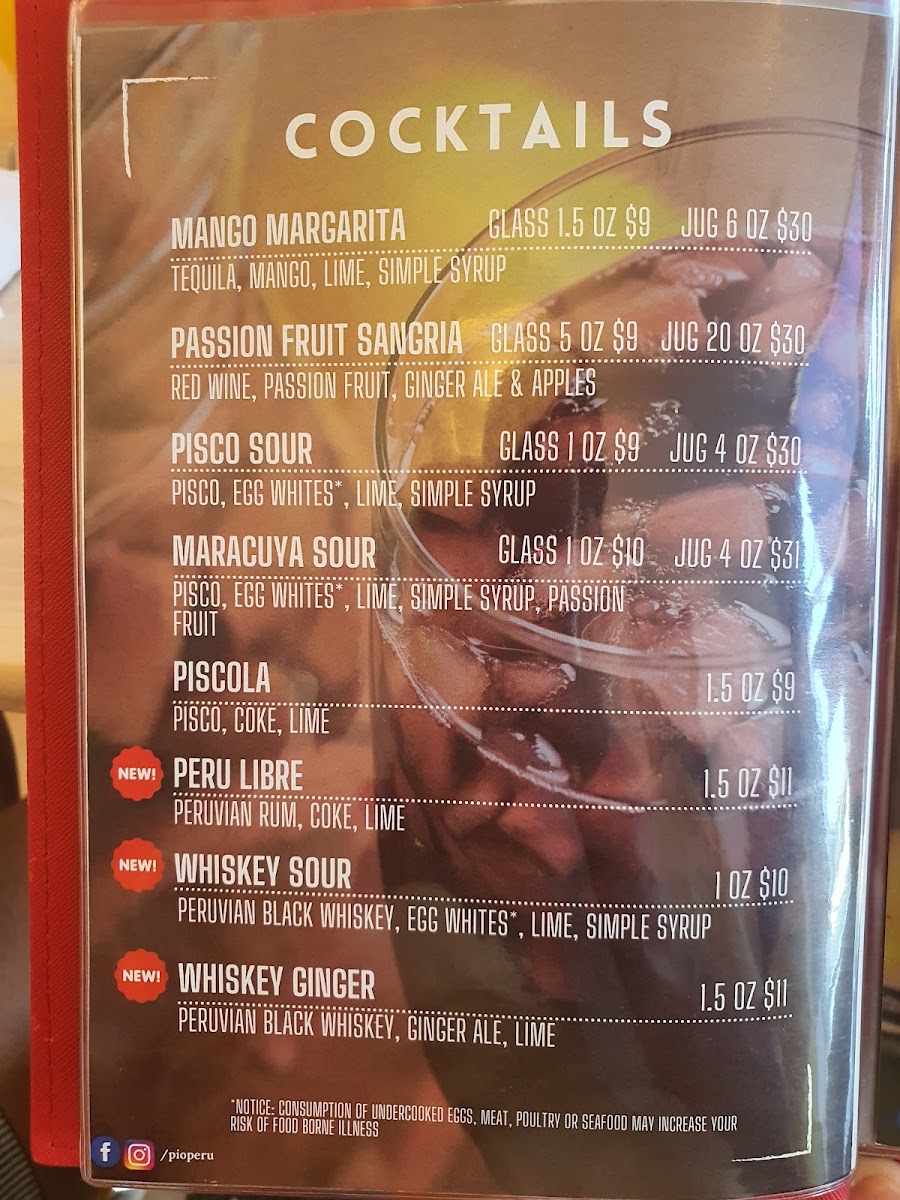 COCKTAILS
MANGO MARGARITA GLASS 1.5 OZ $9 JUG 6 OZ $30
TEQUILA, MANGO, LIME, SIMPLE SYRUP
PASSION FRUIT SANGRIA GLASS 5 OZ $9 JUG 20 OZ $30
RED WINE, PASSION FRUIT, GINGER ALE & APPLES
PISCO SOUR GLASS 1 OZ $9 JUG 4 OZ $30
PISCO, EGG WHITES*, LIME, SIMPLE SYRUP
MARACUYA SOUR GLASS 1 OZ $10 JUG 4 OZ $31
PISCO, EGG WHITES*, LIME, SIMPLE SYRUP, PASSION
FRUIT
PISCOLA 1.5 OZ $9
PISCO, COKE, LIME
NEW! PERU LIBRE 1.5 OZ $11
PERUVIAN RUM, COKE, LIME
NEW! WHISKEY SOUR 1 OZ $10
PERUVIAN BLACK WHISKEY, EGG WHITES*, LIME, SIMPLE SYRUP
NEW! WHISKEY GINGER 1.5 OZ $11
PERUVIAN BLACK WHISKEY, GINGER ALE, LIME
*NOTICE: CONSUMPTION OF UNDERCOOKED EGGS, MEAT, POULTRY OR SEAFOOD MAY INCREASE YOUR
RISK OF FOOD BORNE ILLNESS
/pioperu